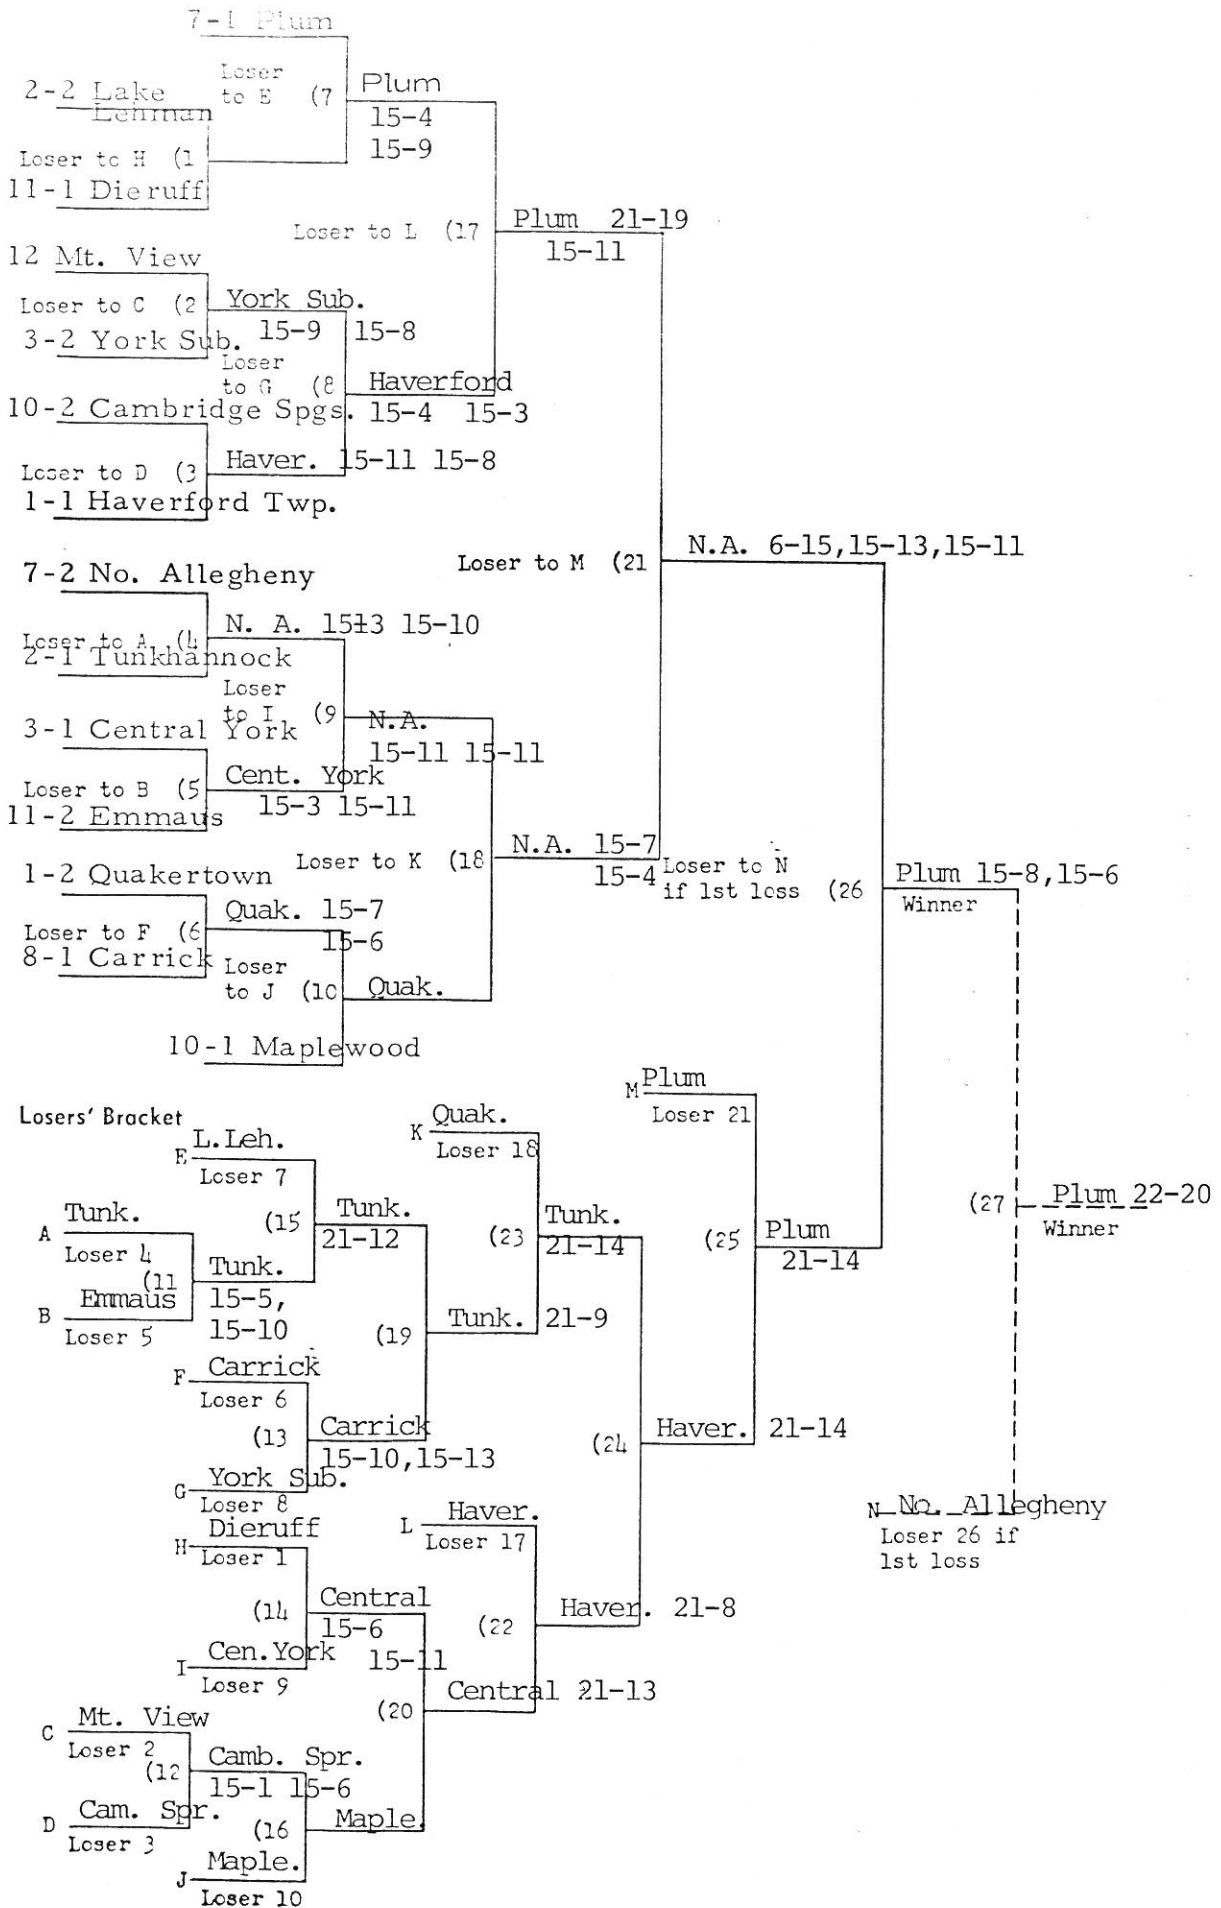 7-1 Plum
Loser
to E (7
Plum
15-4
15-9
2-2 Lake
Lehman
Loser to H (1
11-1 Dieruff
Loser to L (17
Plum 21-19
15-11
12 Mt. View
Loser to C (2
York Sub.
15-9 15-8
3-2 York Sub.
Loser
to G (8
Haverford
15-4 15-3
10-2 Cambridge Spgs.
Loser to D (3
Haver. 15-11 15-8
1-1 Haverford Twp.
Loser to M (21
N.A. 6-15,15-13,15-11
7-2 No. Allegheny
N. A. 15-13 15-10
Loser to A (4
2-1 Tunkhannock
Loser
to I (9
N.A.
15-11 15-11
3-1 Central York
Loser to B (5
Cent. York
15-3 15-11
11-2 Emmaus
Loser to K (18
N.A. 15-7
15-4
Loser to N
if 1st loss (26
Plum 15-8,15-6
Winner
1-2 Quakertown
Loser to F (6
Quak. 15-7
15-6
8-1 Carrick
Loser
to J (10
Quak.
10-1 Maplewood
Losers' Bracket
M Plum
Loser 21
K Quak.
Loser 18
E L.Leh.
Loser 7
(15
Tunk.
21-12
A Tunk.
Loser 4
(11
Tunk.
15-5,
15-10
B Emmaus
Loser 5
(23
Tunk.
21-14
(25
Plum
21-14
(27
Plum 22-20
Winner
(19
Tunk. 21-9
F Carrick
Loser 6
(13
Carrick
15-10,15-13
G York Sub.
Loser 8
(24
Haver. 21-14
N No. Allegheny
Loser 26 if
1st loss
H Dieruff
Loser 1
L Haver.
Loser 17
(14
Central
15-6
15-11
I Cen.York
Loser 9
(22
Haver. 21-8
(20
Central 21-13
C Mt. View
Loser 2
(12
Camb. Spr.
15-1 15-6
D Cam. Spr.
Loser 3
(16
Maple.
J Maple.
Loser 10